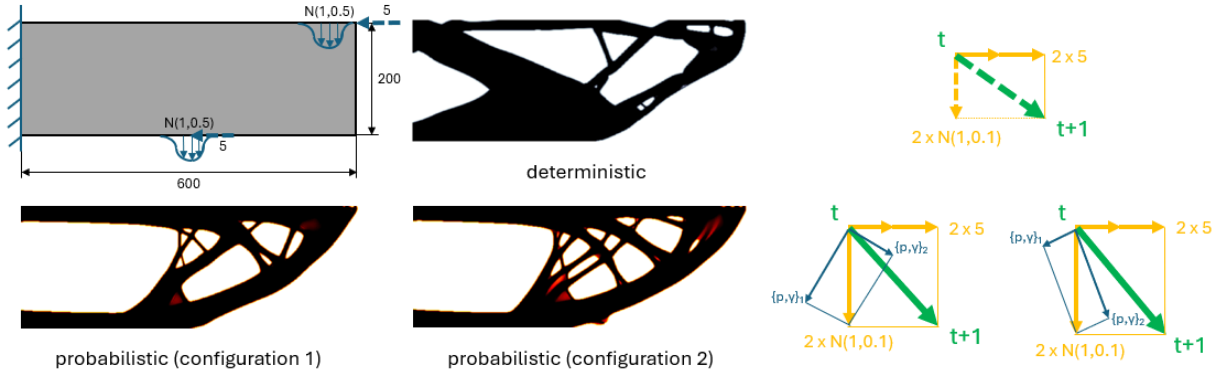 N(1,0.5)
5
200
N(1,0.5)
5
600
deterministic
t
2 x 5
t+1
2 x N(1,0.1)
probabilistic (configuration 1)
probabilistic (configuration 2)
t
2 x 5
{p,γ}₂
{p,γ}₁
t+1
2 x N(1,0.1)
t
2 x 5
{p,γ}₁
{p,γ}₂
t+1
2 x N(1,0.1)